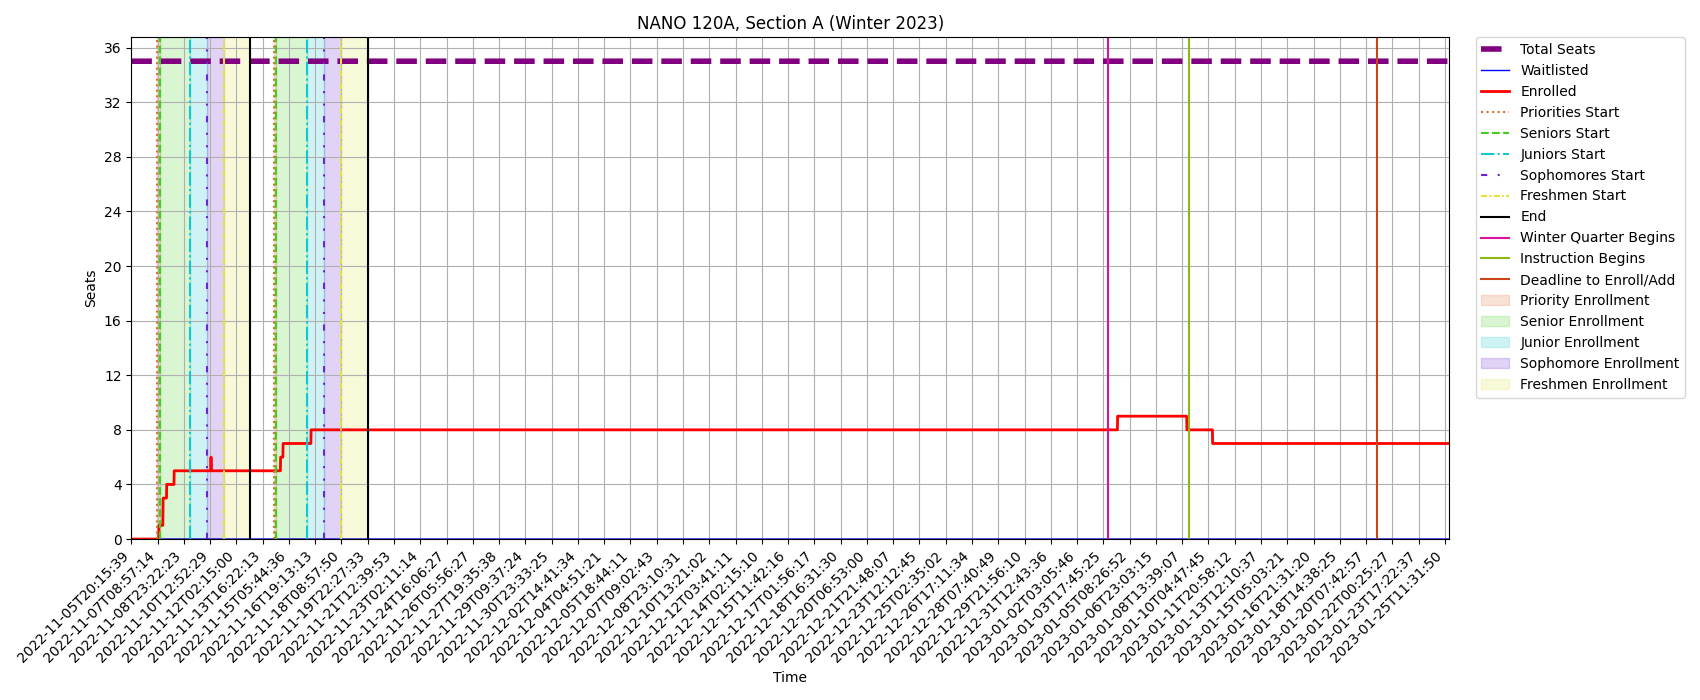 NANO 120A, Section A (Winter 2023)
Seats
36
32
28
24
20
16
12
8
4
0
2022-11-05T20:15:39
2022-11-07T08:57:14
2022-11-08T23:22:23
2022-11-10T12:52:29
2022-11-12T02:15:00
2022-11-13T16:22:13
2022-11-15T05:44:36
2022-11-16T19:13:13
2022-11-18T08:57:50
2022-11-19T22:27:33
2022-11-21T12:39:53
2022-11-23T02:11:14
2022-11-24T16:06:27
2022-11-26T05:56:27
2022-11-27T19:35:38
2022-11-29T09:37:24
2022-11-30T23:33:25
2022-12-02T14:41:34
2022-12-04T04:51:21
2022-12-05T18:44:11
2022-12-07T09:02:43
2022-12-08T23:10:31
2022-12-10T13:21:02
2022-12-12T03:41:11
2022-12-14T02:15:10
2022-12-15T11:42:16
2022-12-17T01:56:17
2022-12-18T16:31:30
2022-12-20T06:53:00
2022-12-21T21:48:07
2022-12-23T12:12:45
2022-12-25T02:35:02
2022-12-26T17:11:34
2022-12-28T07:40:49
2022-12-29T21:56:10
2022-12-31T12:43:36
2023-01-02T03:05:46
2023-01-03T17:45:25
2023-01-05T08:26:52
2023-01-06T23:03:15
2023-01-08T13:39:07
2023-01-10T04:47:45
2023-01-11T20:58:12
2023-01-13T12:10:37
2023-01-15T05:03:21
2023-01-16T21:31:20
2023-01-18T14:38:25
2023-01-20T07:42:57
2023-01-22T00:25:27
2023-01-23T17:22:37
2023-01-25T11:31:50
Time
Total Seats
Waitlisted
Enrolled
Priorities Start
Seniors Start
Juniors Start
Sophomores Start
Freshmen Start
End
Winter Quarter Begins
Instruction Begins
Deadline to Enroll/Add
Priority Enrollment
Senior Enrollment
Junior Enrollment
Sophomore Enrollment
Freshmen Enrollment